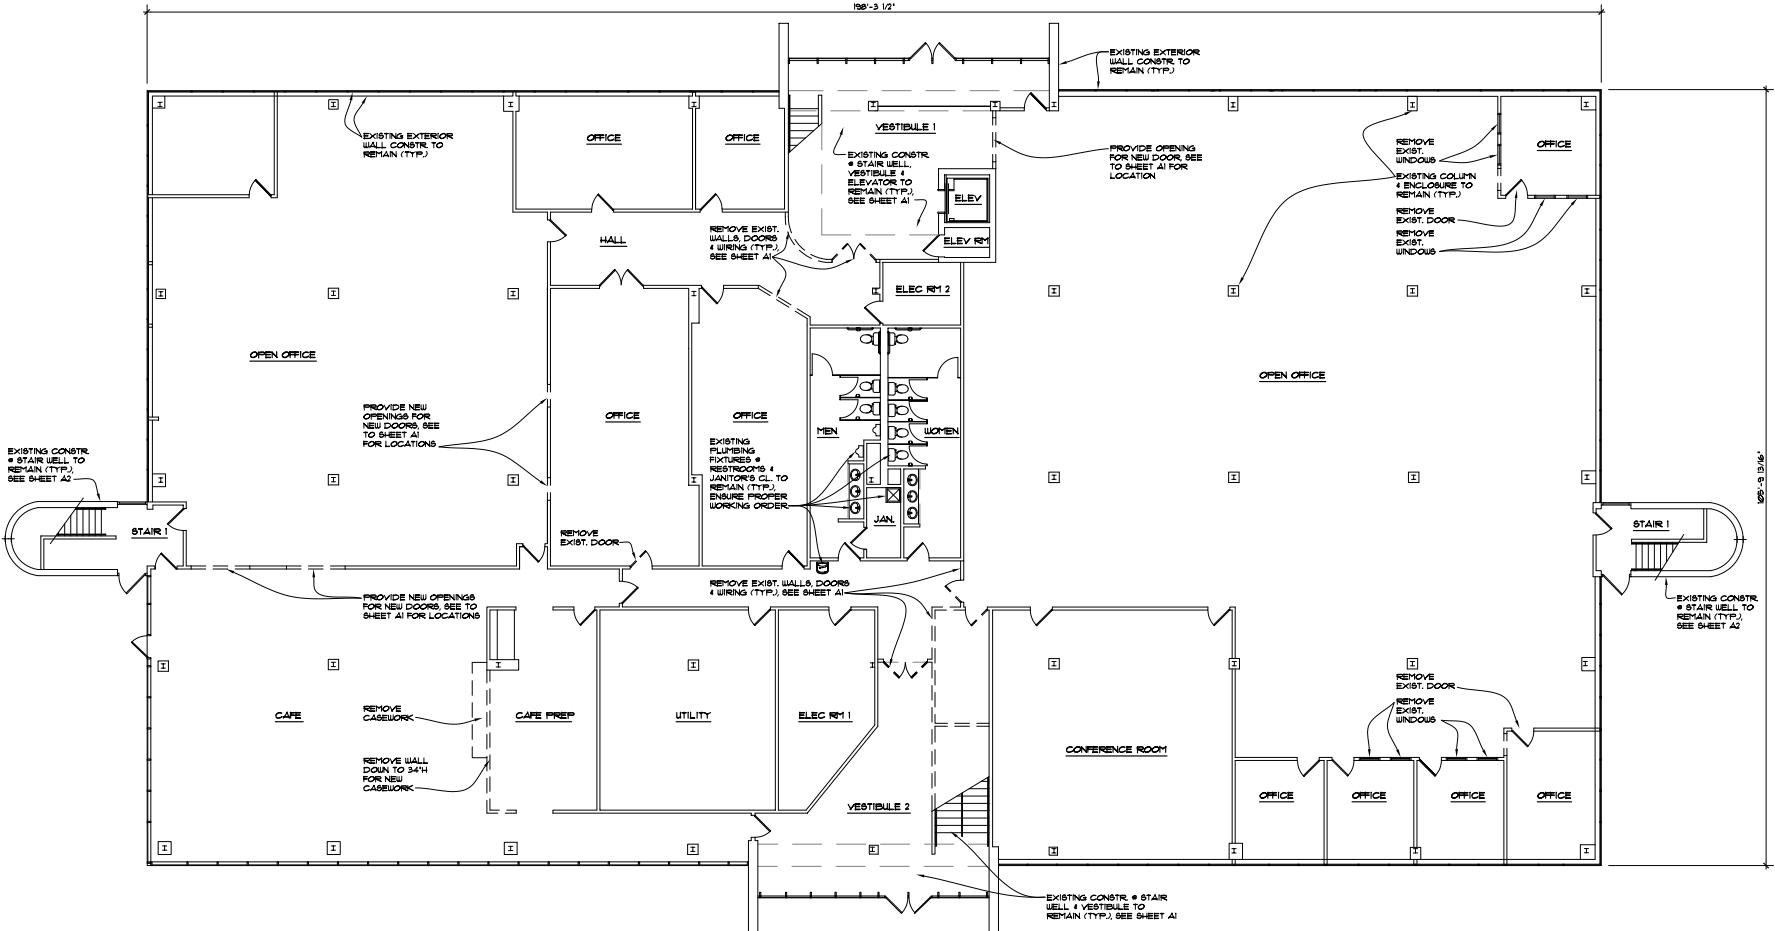 198'-3 1/2"
EXISTING EXTERIOR
WALL CONSTR. TO
REMAIN (TYP.)
EXISTING EXTERIOR
WALL CONSTR. TO
REMAIN (TYP.)
OFFICE
OFFICE
VESTIBULE 1
EXISTING CONSTR.
@ STAIR WELL,
VESTIBULE &
ELEVATOR TO
REMAIN (TYP.),
SEE SHEET A1
PROVIDE OPENING
FOR NEW DOOR, SEE
TO SHEET A1 FOR
LOCATION
REMOVE
EXIST.
WINDOWS
OFFICE
EXISTING COLUMN
& ENCLOSURE TO
REMAIN (TYP.)
REMOVE
EXIST. DOOR
REMOVE
EXIST.
WINDOWS
ELEV
ELEV RM
HALL
REMOVE EXIST.
WALLS, DOORS
& WIRING (TYP.),
SEE SHEET A1
ELEC RM 2
OPEN OFFICE
OPEN OFFICE
PROVIDE NEW
OPENINGS FOR
NEW DOORS, SEE
TO SHEET A1
FOR LOCATIONS
OFFICE
OFFICE
MEN
WOMEN
EXISTING
PLUMBING
FIXTURES @
RESTROOMS &
JANITOR'S CL. TO
REMAIN (TYP.),
ENSURE PROPER
WORKING ORDER
JAN.
EXISTING CONSTR.
@ STAIR WELL TO
REMAIN (TYP.),
SEE SHEET A2
STAIR 1
REMOVE
EXIST. DOOR
STAIR 1
105'-9 13/16"
PROVIDE NEW OPENINGS
FOR NEW DOORS, SEE TO
SHEET A1 FOR LOCATIONS
REMOVE EXIST. WALLS, DOORS
& WIRING (TYP.), SEE SHEET A1
EXISTING CONSTR.
@ STAIR WELL TO
REMAIN (TYP.),
SEE SHEET A2
CAFE
REMOVE
CASEWORK
CAFE PREP
UTILITY
ELEC RM 1
REMOVE
EXIST. DOOR
REMOVE
EXIST.
WINDOWS
CONFERENCE ROOM
REMOVE WALL
DOWN TO 34"H
FOR NEW
CASEWORK
VESTIBULE 2
OFFICE
OFFICE
OFFICE
OFFICE
EXISTING CONSTR. @ STAIR
WELL & VESTIBULE TO
REMAIN (TYP.), SEE SHEET A1